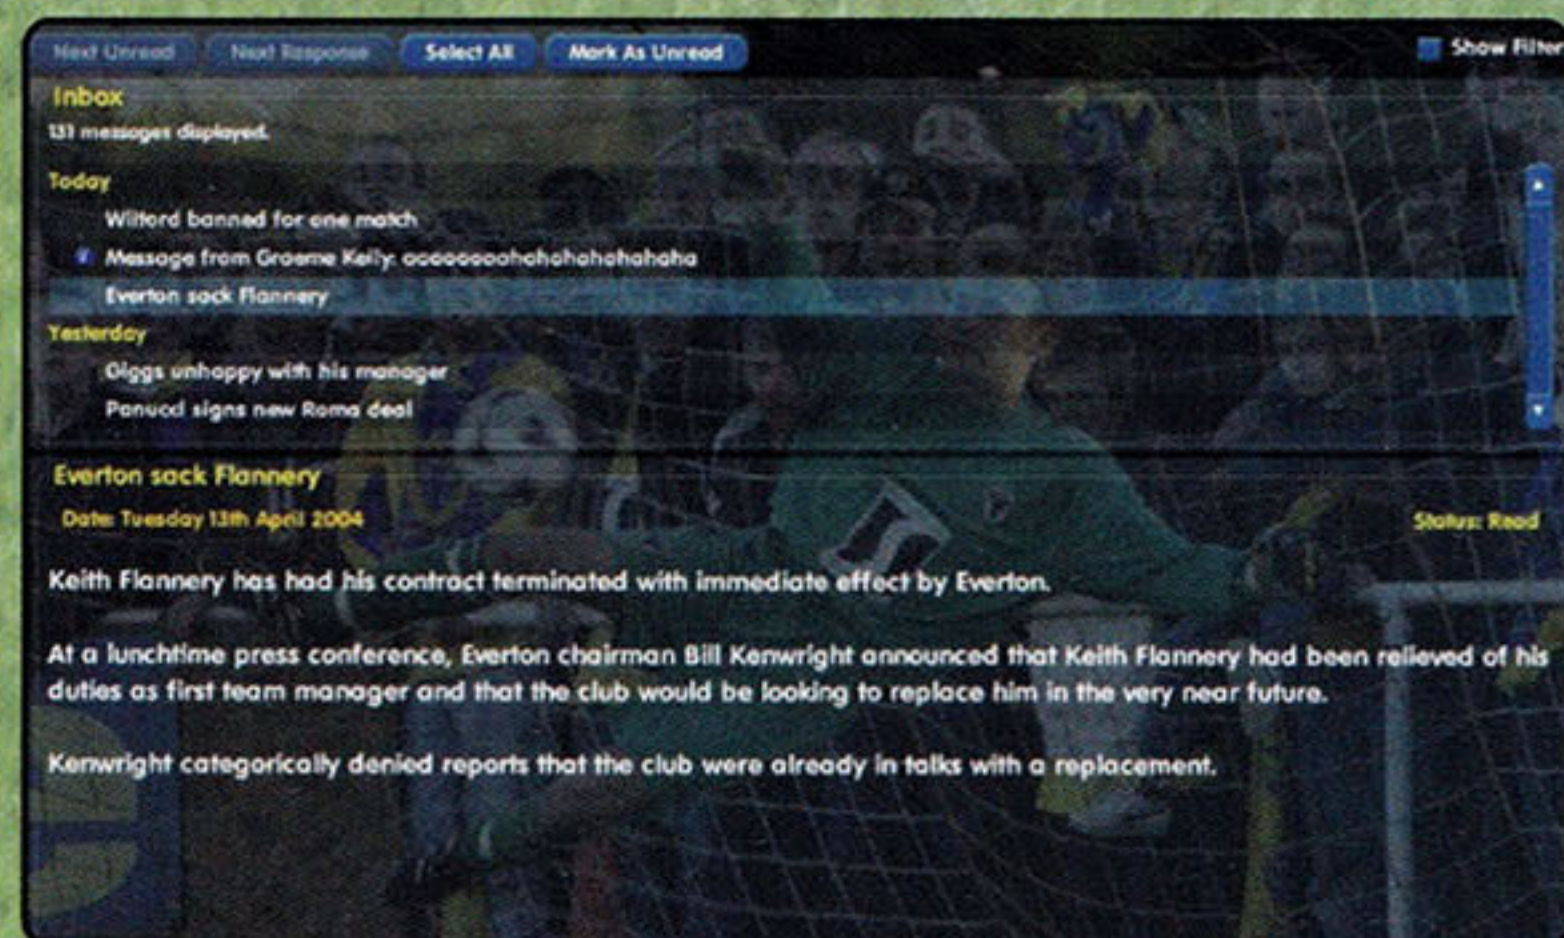 Next Unread Next Response Select All Mark As Unread Show Filter
Inbox
131 messages displayed.
Today
Wiltord banned for one match
Message from Graeme Kelly: aaaaaaaahahahahahahaha
Everton sack Flannery
Yesterday
Giggs unhappy with his manager
Panucci signs new Roma deal
Everton sack Flannery
Date: Tuesday 13th April 2004 Status: Read
Keith Flannery has had his contract terminated with immediate effect by Everton.
At a lunchtime press conference, Everton chairman Bill Kenwright announced that Keith Flannery had been relieved of his
duties as first team manager and that the club would be looking to replace him in the very near future.
Kenwright categorically denied reports that the club were already in talks with a replacement.